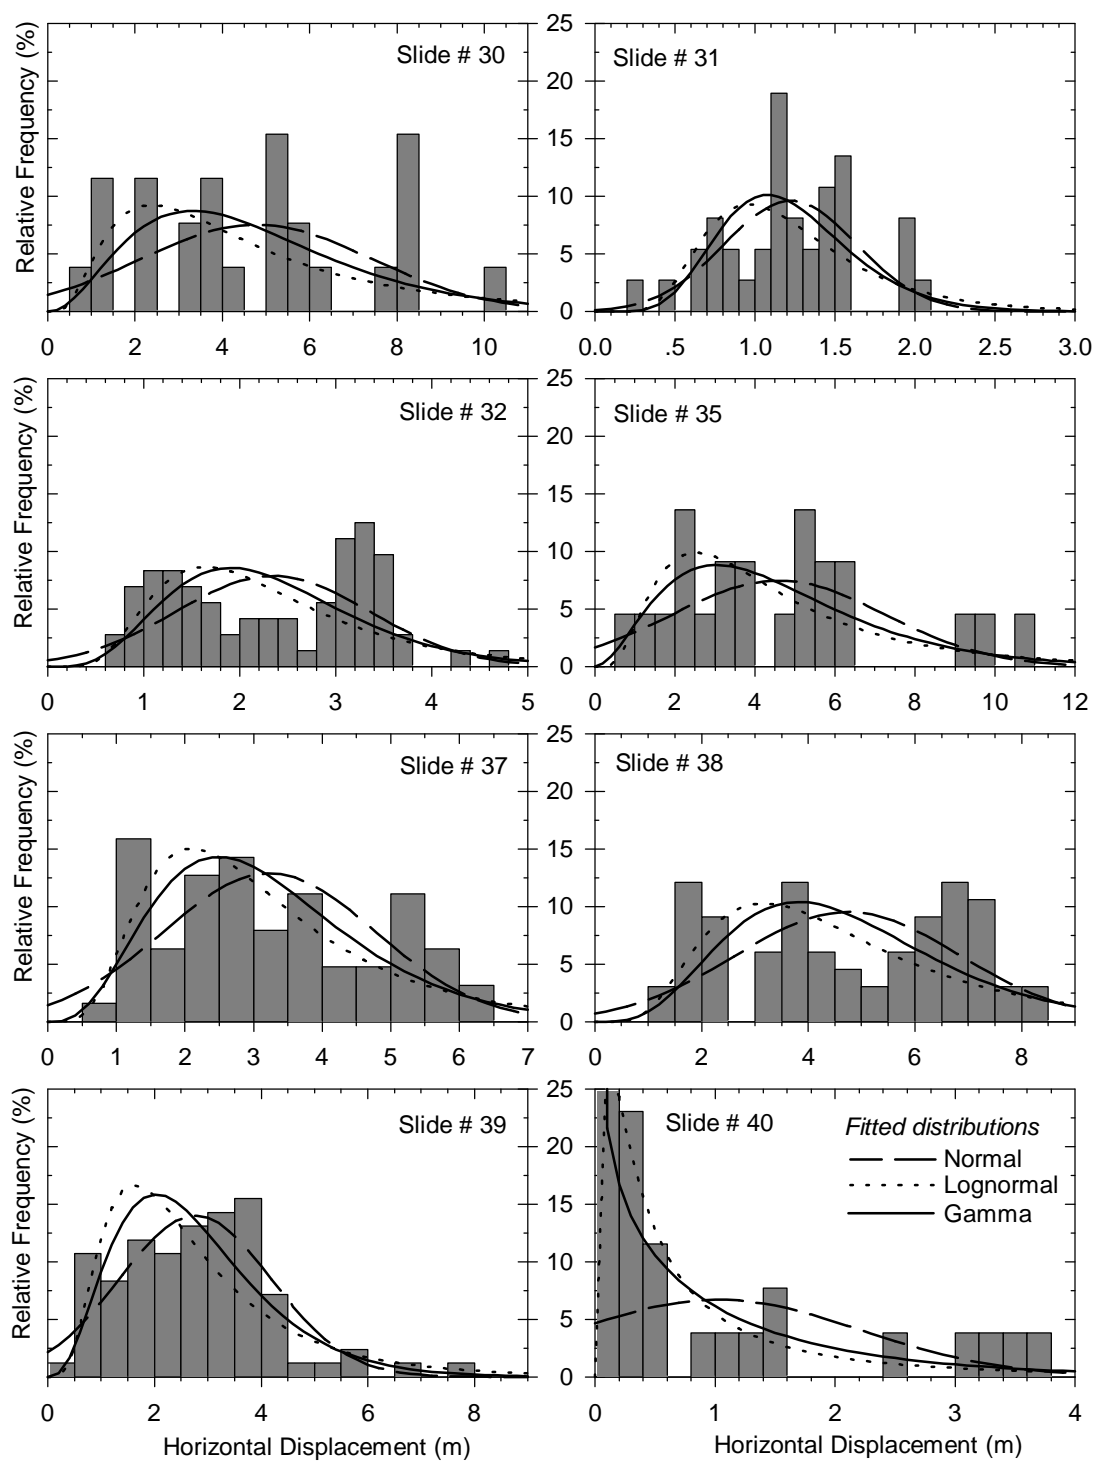 25
Relative Frequency (%)
Slide # 30
Slide # 31
20
15
10
5
0
0 2 4 6 8 10
0.0 .5 1.0 1.5 2.0 2.5 3.0
25
Relative Frequency (%)
Slide # 32
Slide # 35
20
15
10
5
0
0 1 2 3 4 5
0 2 4 6 8 10 12
25
Relative Frequency (%)
Slide # 37
Slide # 38
20
15
10
5
0
0 1 2 3 4 5 6 7
0 2 4 6 8
25
Relative Frequency (%)
Slide # 39
Slide # 40
Fitted distributions
Normal
Lognormal
Gamma
20
15
10
5
0
0 2 4 6 8
0 1 2 3 4
Horizontal Displacement (m)
Horizontal Displacement (m)